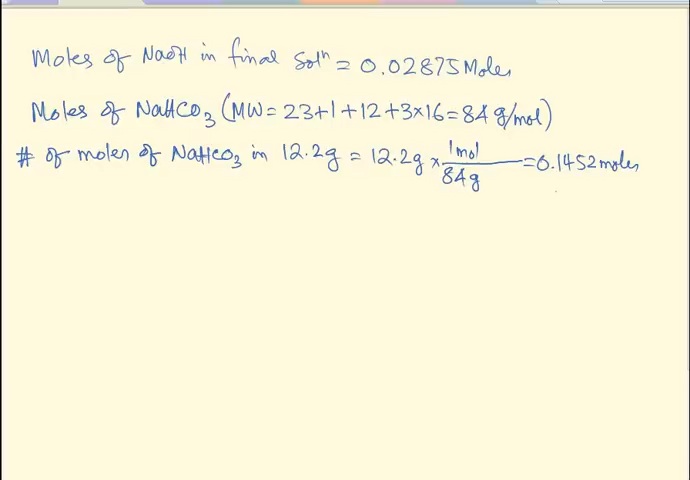 Moles of NaOH in final Solⁿ = 0.02875 Moles
Moles of NaHCO₃ (MW = 23+1+12+3×16 = 84 g/mol)
# of moles of NaHCO₃ in 12.2g = 12.2g × 1mol/84g = 0.1452 moles